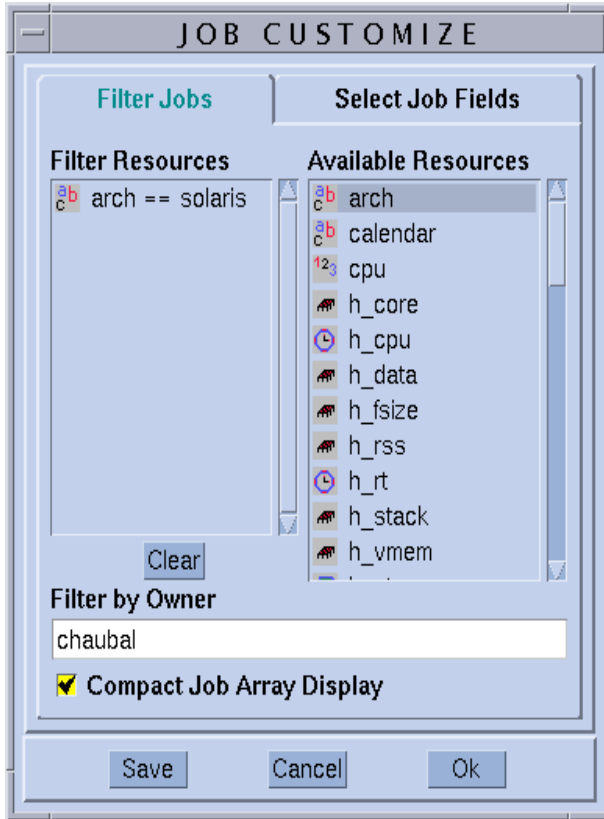 JOB CUSTOMIZE
Filter Jobs
Select Job Fields
Filter Resources
Available Resources
arch == solaris
arch
calendar
cpu
h_core
h_cpu
h_data
h_fsize
h_rss
h_rt
h_stack
h_vmem
Clear
Filter by Owner
chaubal
Compact Job Array Display
Save Cancel Ok